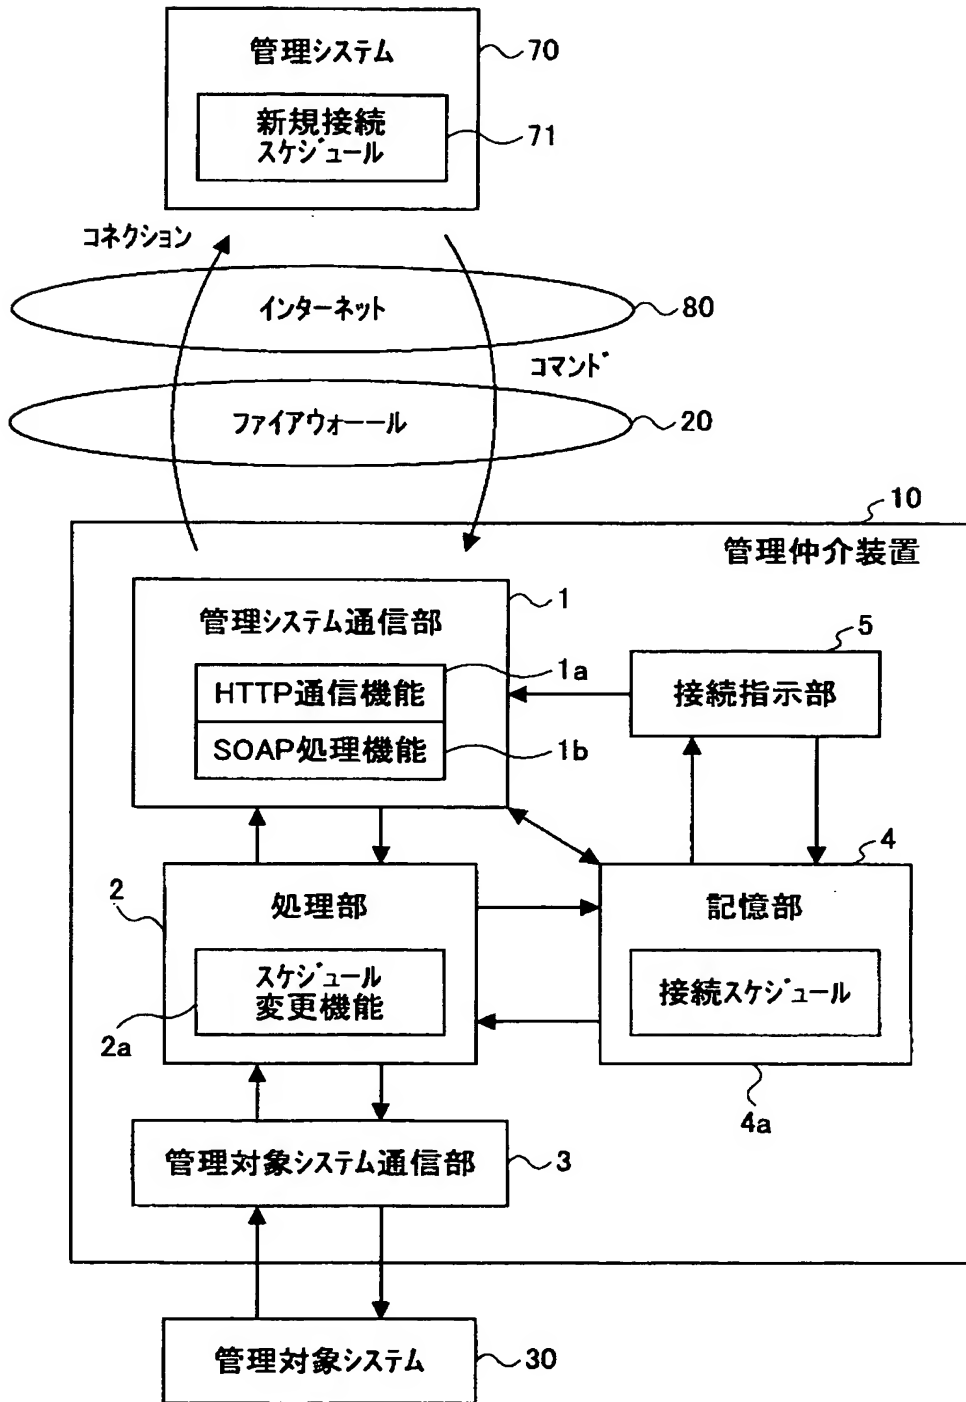 管理システム
70
新規接続
スケジュール
71
コネクション
インターネット
80
コマンド
ファイアウォーール
20
10
管理仲介装置
1
管理システム通信部
5
1a
HTTP通信機能
接続指示部
SOAP処理機能
1b
4
2
処理部
記憶部
スケジュール
変更機能
接続スケジュール
2a
4a
管理対象システム通信部
3
管理対象システム
30